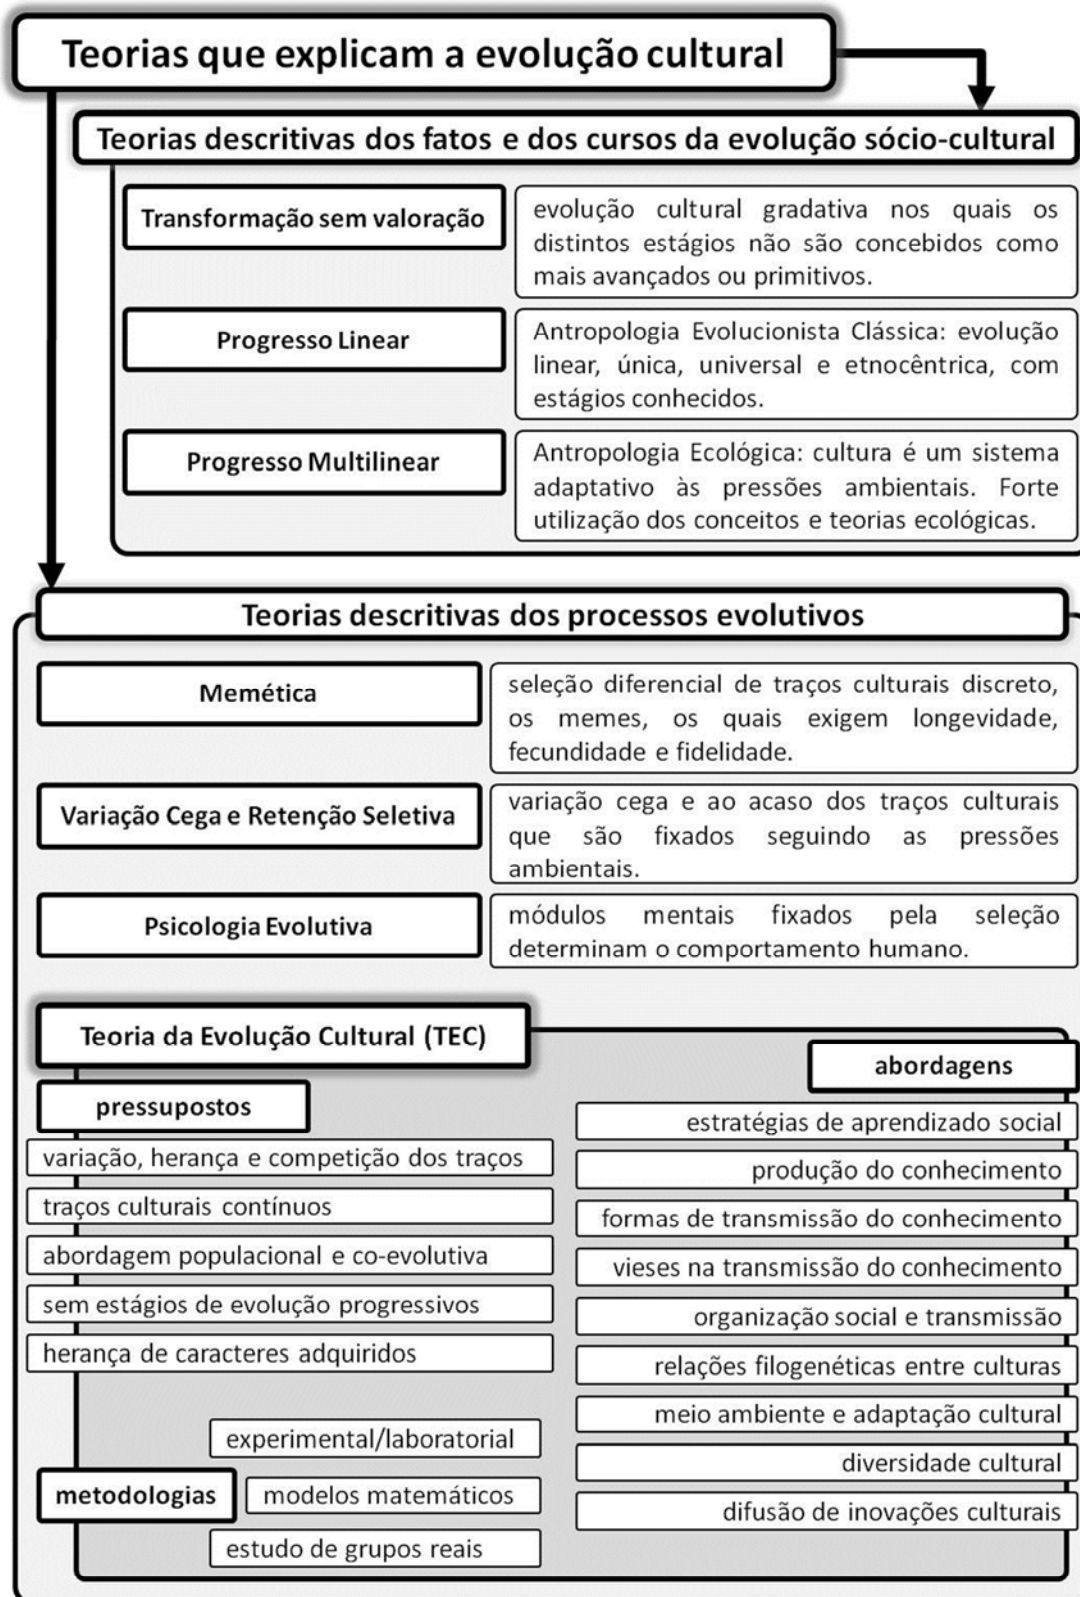 Teorias que explicam a evolução cultural
Teorias descritivas dos fatos e dos cursos da evolução sócio-cultural
Transformação sem valoração
evolução cultural gradativa nos quais os
distintos estágios não são concebidos como
mais avançados ou primitivos.
Progresso Linear
Antropologia Evolucionista Clássica: evolução
linear, única, universal e etnocêntrica, com
estágios conhecidos.
Progresso Multilinear
Antropologia Ecológica: cultura é um sistema
adaptativo às pressões ambientais. Forte
utilização dos conceitos e teorias ecológicas.
Teorias descritivas dos processos evolutivos
Memética
seleção diferencial de traços culturais discreto,
os memes, os quais exigem longevidade,
fecundidade e fidelidade.
Variação Cega e Retenção Seletiva
variação cega e ao acaso dos traços culturais
que são fixados seguindo as pressões
ambientais.
Psicologia Evolutiva
módulos mentais fixados pela seleção
determinam o comportamento humano.
Teoria da Evolução Cultural (TEC)
pressupostos
variação, herança e competição dos traços
traços culturais contínuos
abordagem populacional e co-evolutiva
sem estágios de evolução progressivos
herança de caracteres adquiridos
metodologias
experimental/laboratorial
modelos matemáticos
estudo de grupos reais
abordagens
estratégias de aprendizado social
produção do conhecimento
formas de transmissão do conhecimento
vieses na transmissão do conhecimento
organização social e transmissão
relações filogenéticas entre culturas
meio ambiente e adaptação cultural
diversidade cultural
difusão de inovações culturais